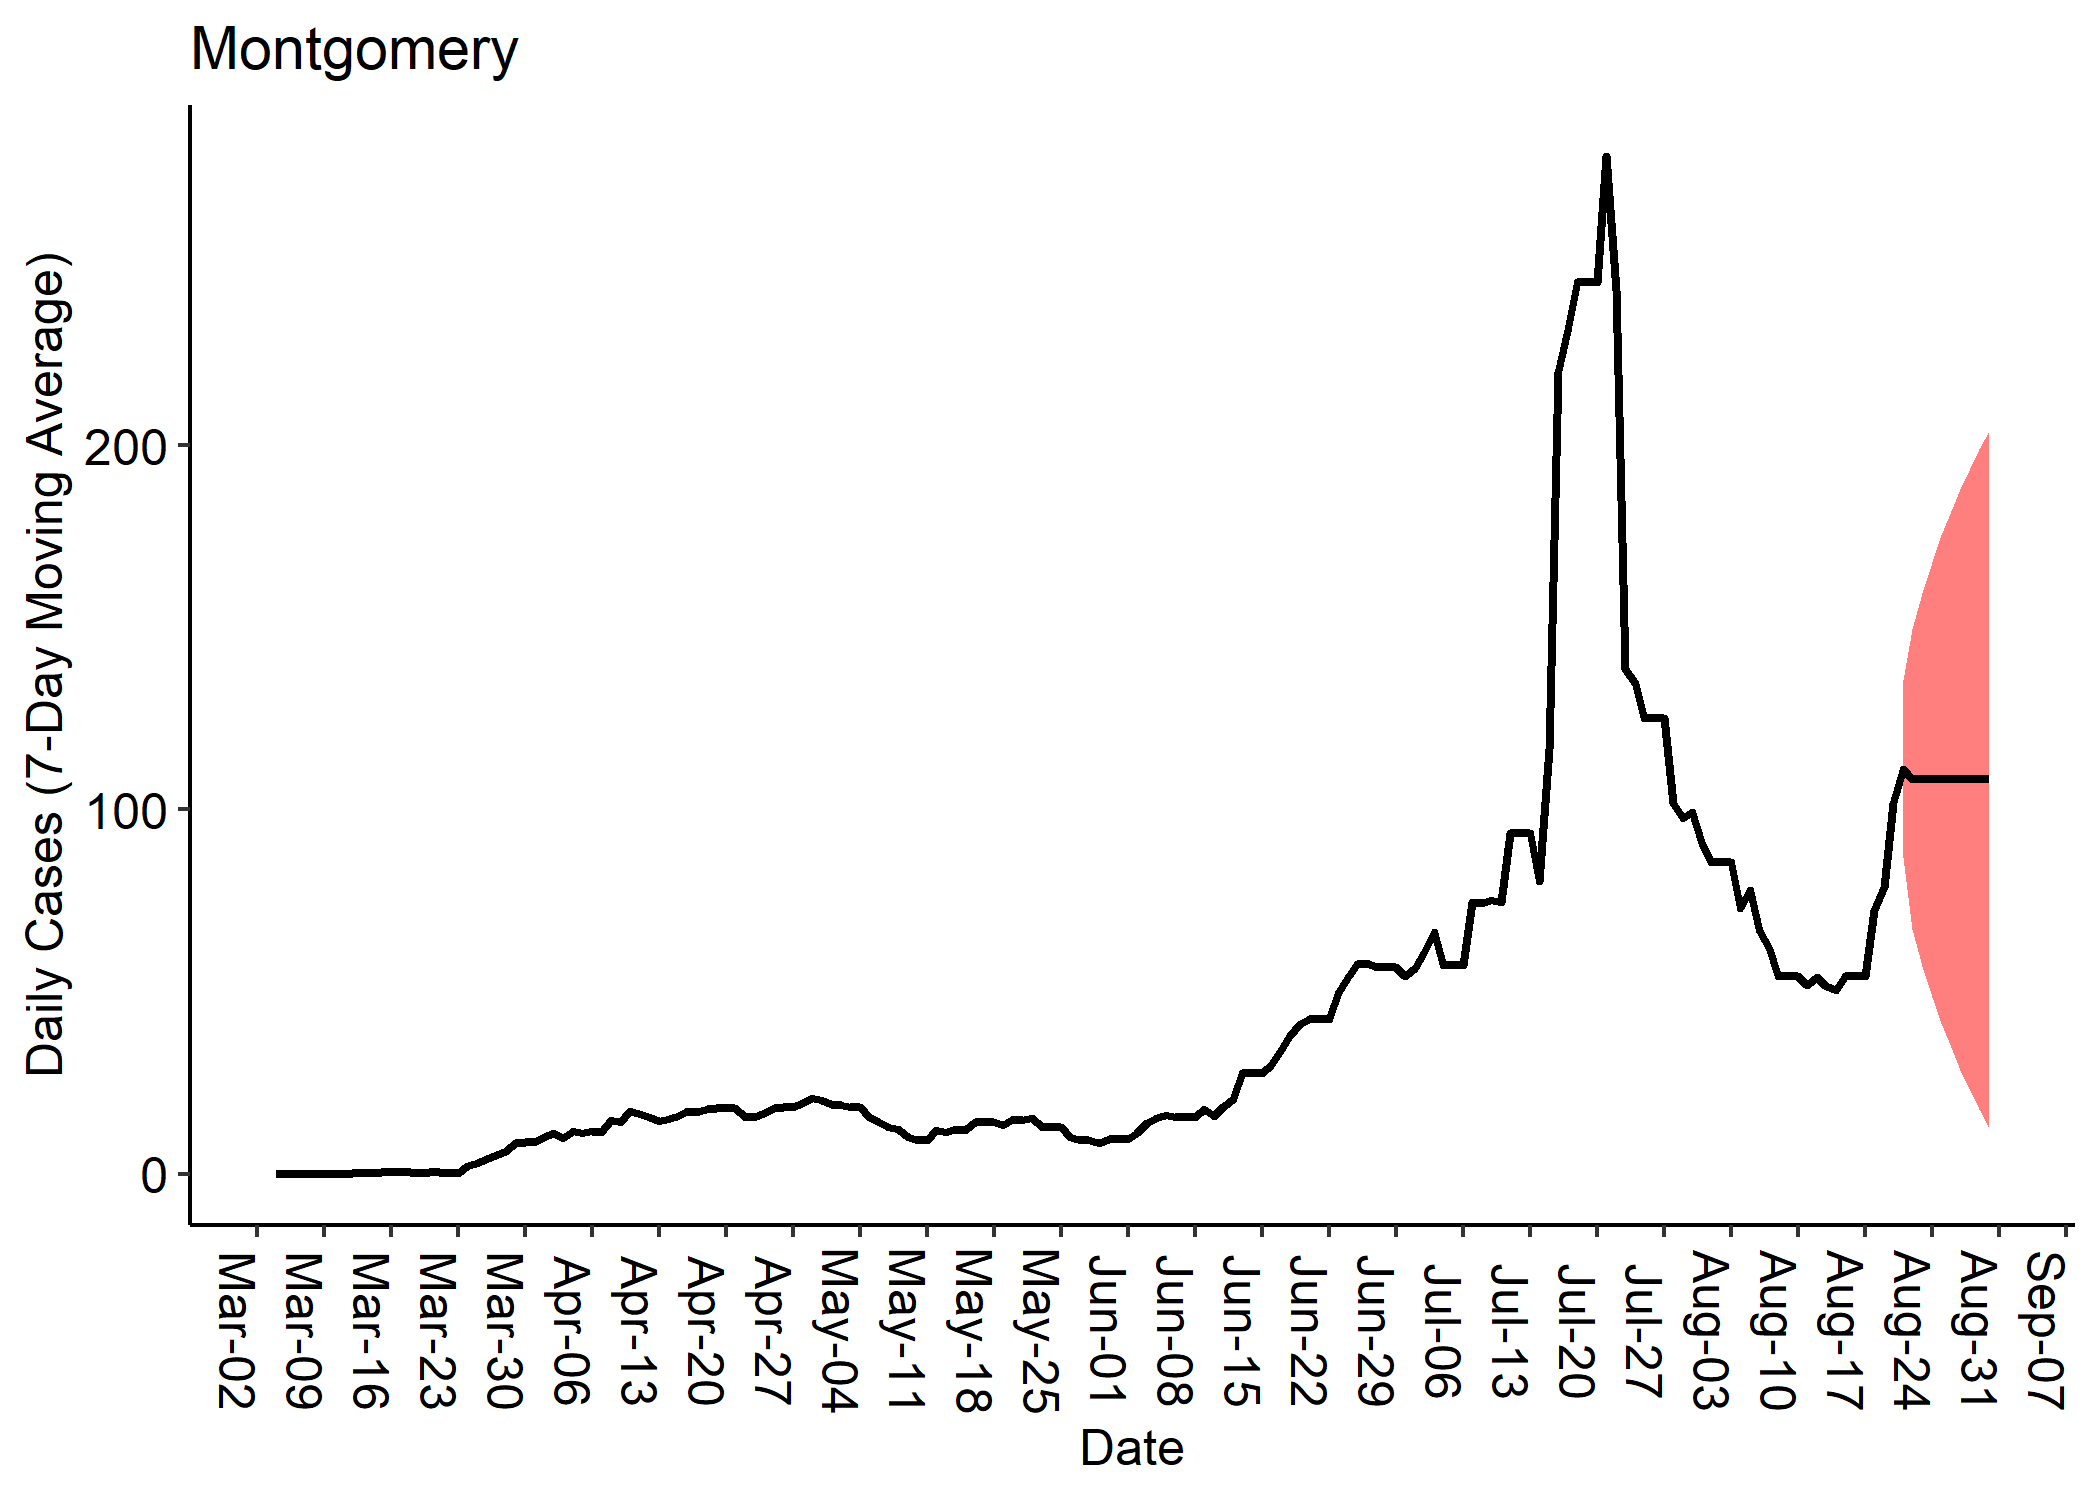 Montgomery
Daily Cases (7-Day Moving Average)
200
100
0
Mar-02
Mar-09
Mar-16
Mar-23
Mar-30
Apr-06
Apr-13
Apr-20
Apr-27
May-04
May-11
May-18
May-25
Jun-01
Jun-08
Jun-15
Jun-22
Jun-29
Jul-06
Jul-13
Jul-20
Jul-27
Aug-03
Aug-10
Aug-17
Aug-24
Aug-31
Sep-07
Date